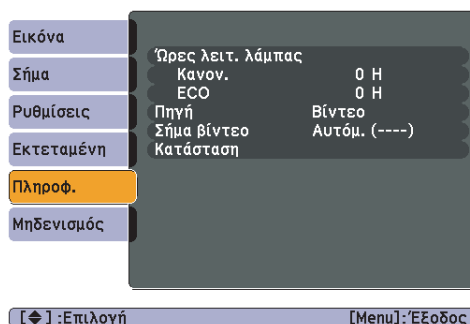 Εικόνα
Σήμα
Ρυθμίσεις
Εκτεταμένη
Πληροφ.
Μηδενισμός
Ώρες λειτ. λάμπας
Κανον. 0 H
ECO 0 H
Πηγή Βίντεο
Σήμα βίντεο Αυτόμ. (----)
Κατάσταση
[◆] :Επιλογή [Menu]:Έξοδος